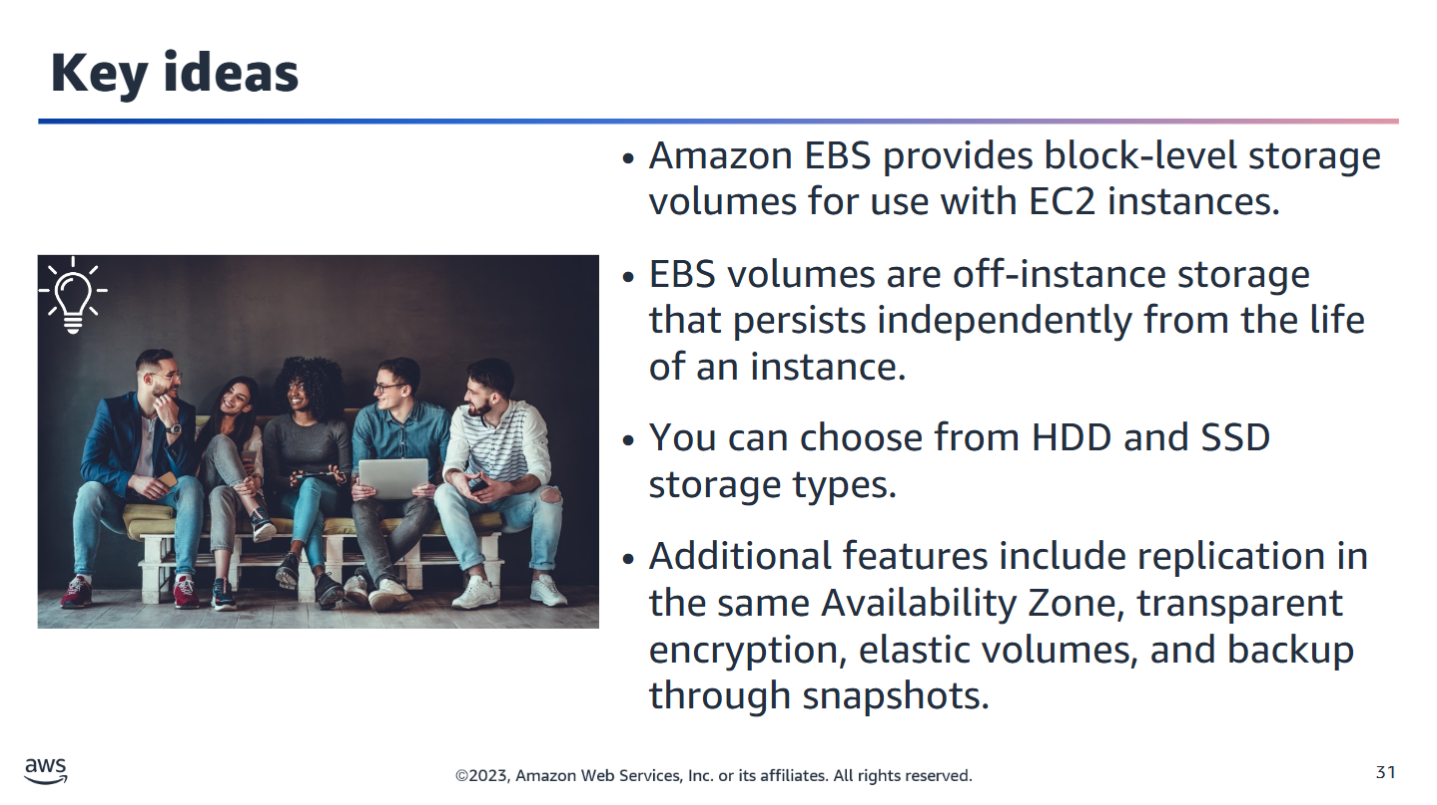 Key ideas
• Amazon EBS provides block-level storage
volumes for use with EC2 instances.
• EBS volumes are off-instance storage
that persists independently from the life
of an instance.
• You can choose from HDD and SSD
storage types.
• Additional features include replication in
the same Availability Zone, transparent
encryption, elastic volumes, and backup
through snapshots.
aws
©2023, Amazon Web Services, Inc. or its affiliates. All rights reserved.
31